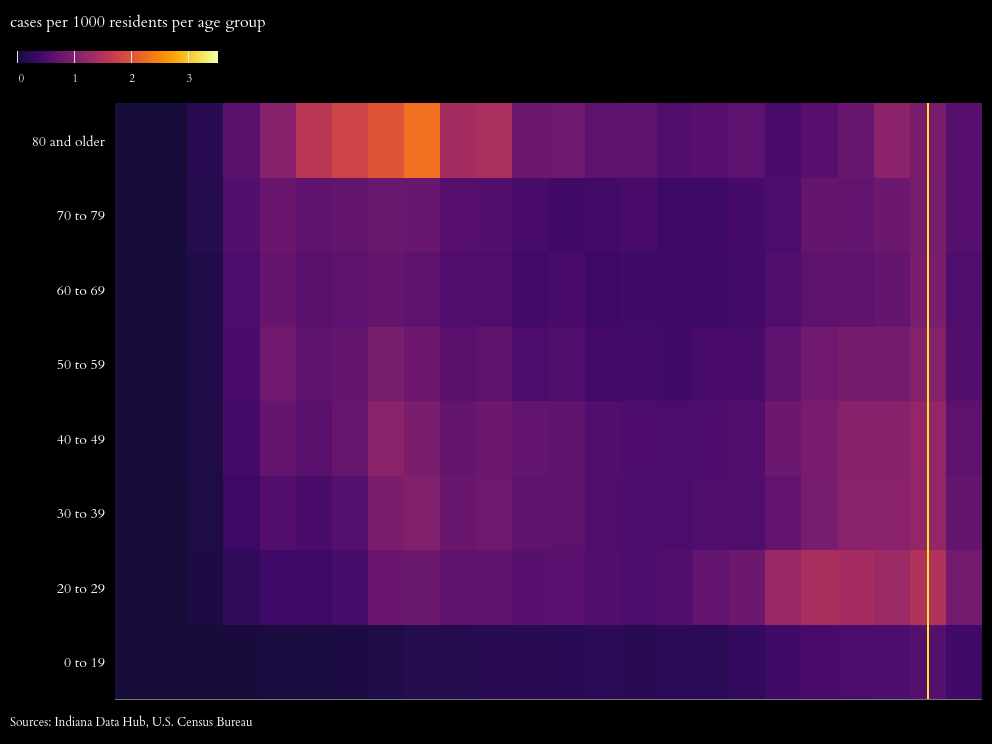 cases per 1000 residents per age group
0 1 2 3
80 and older
70 to 79
60 to 69
50 to 59
40 to 49
30 to 39
20 to 29
0 to 19
Sources: Indiana Data Hub, U.S. Census Bureau